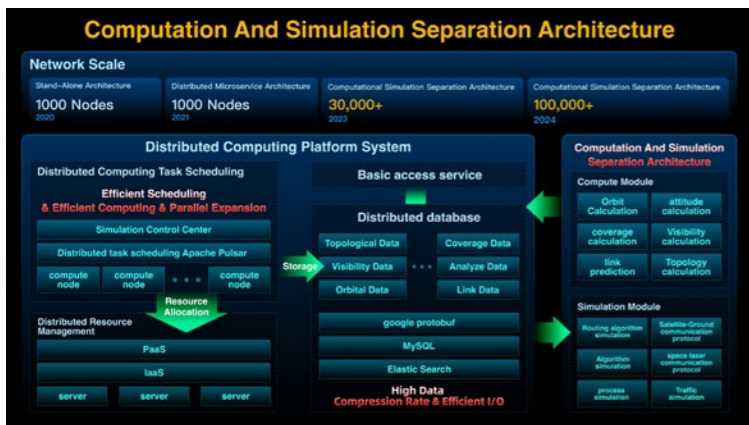 Computation And Simulation Separation Architecture
Network Scale
Stand-Alone Architecture
1000 Nodes
2020
Distributed Microservice Architecture
1000 Nodes
2021
Computational Simulation Separation Architecture
30,000+
2023
Computational Simulation Separation Architecture
100,000+
2024
Distributed Computing Platform System
Distributed Computing Task Scheduling
Efficient Scheduling
& Efficient Computing & Parallel Expansion
Simulation Control Center
Distributed task scheduling Apache Pulsar
compute
node
compute
node
compute
node
Resource
Allocation
Distributed Resource
Management
PaaS
IaaS
server
server
server
Storage
Basic access service
Distributed database
Topological Data
Coverage Data
Visibility Data
Analyze Data
Orbital Data
Link Data
google protobuf
MySQL
Elastic Search
High Data
Compression Rate & Efficient I/O
Computation And Simulation
Separation Architecture
Compute Module
Orbit
Calculation
attitude
calculation
coverage
calculation
Visibility
calculation
link
prediction
Topology
calculation
Simulation Module
Routing algorithm
simulation
Satellite-Ground
communication
protocol
Algorithm
simulation
space laser
communication
protocol
process
simulation
Traffic
simulation